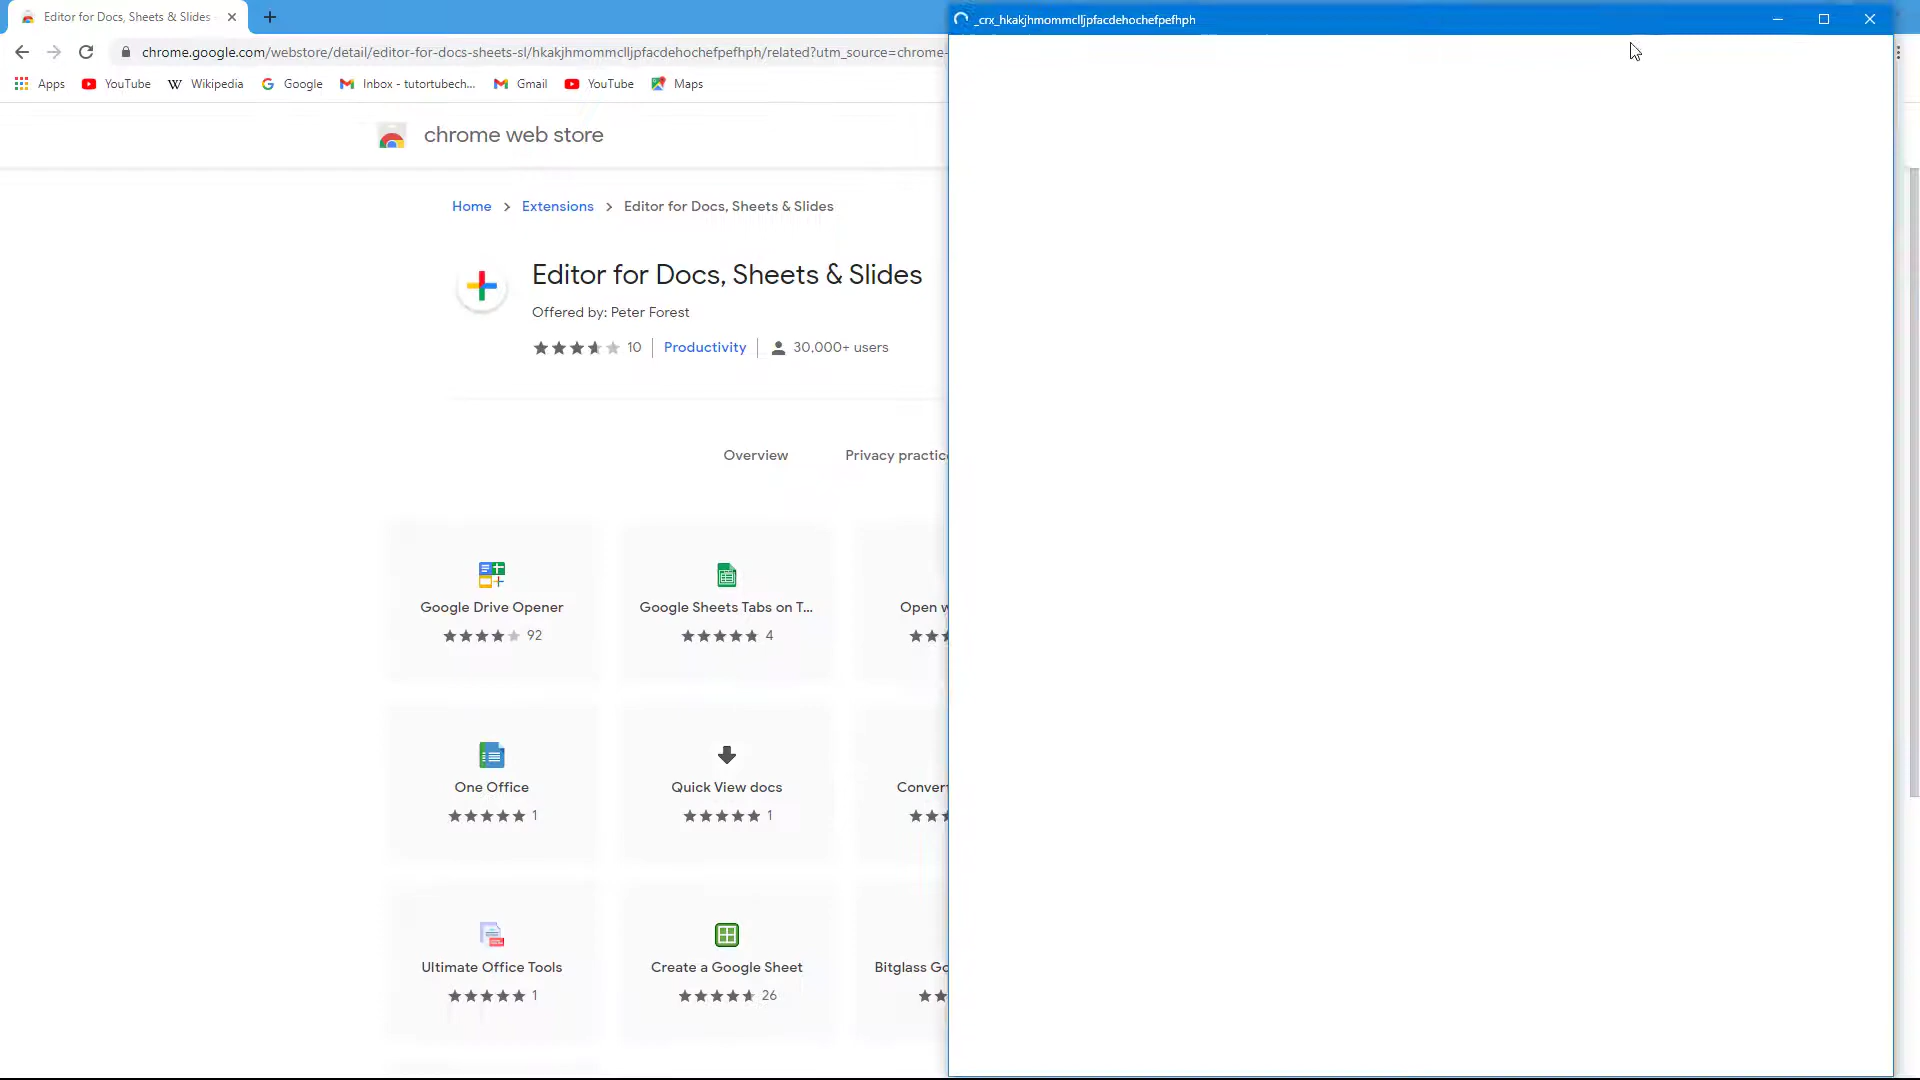 Editor for Docs, Sheets & Slides
_crx_hkakjhmommclljpfacdehochefpefhph
chrome.google.com/webstore/detail/editor-for-docs-sheets-sl/hkakjhmommclljpfacdehochefpefhph/related?utm_source=chrome-
Apps YouTube Wikipedia Google Inbox - tutortubech... Gmail YouTube Maps
chrome web store
Home > Extensions > Editor for Docs, Sheets & Slides
Editor for Docs, Sheets & Slides
Offered by: Peter Forest
10 Productivity 30,000+ users
Overview Privacy practic
Google Drive Opener Google Sheets Tabs on T... Open
92 4
One Office Quick View docs Conver
1 1
Ultimate Office Tools Create a Google Sheet Bitglass Go
1 26